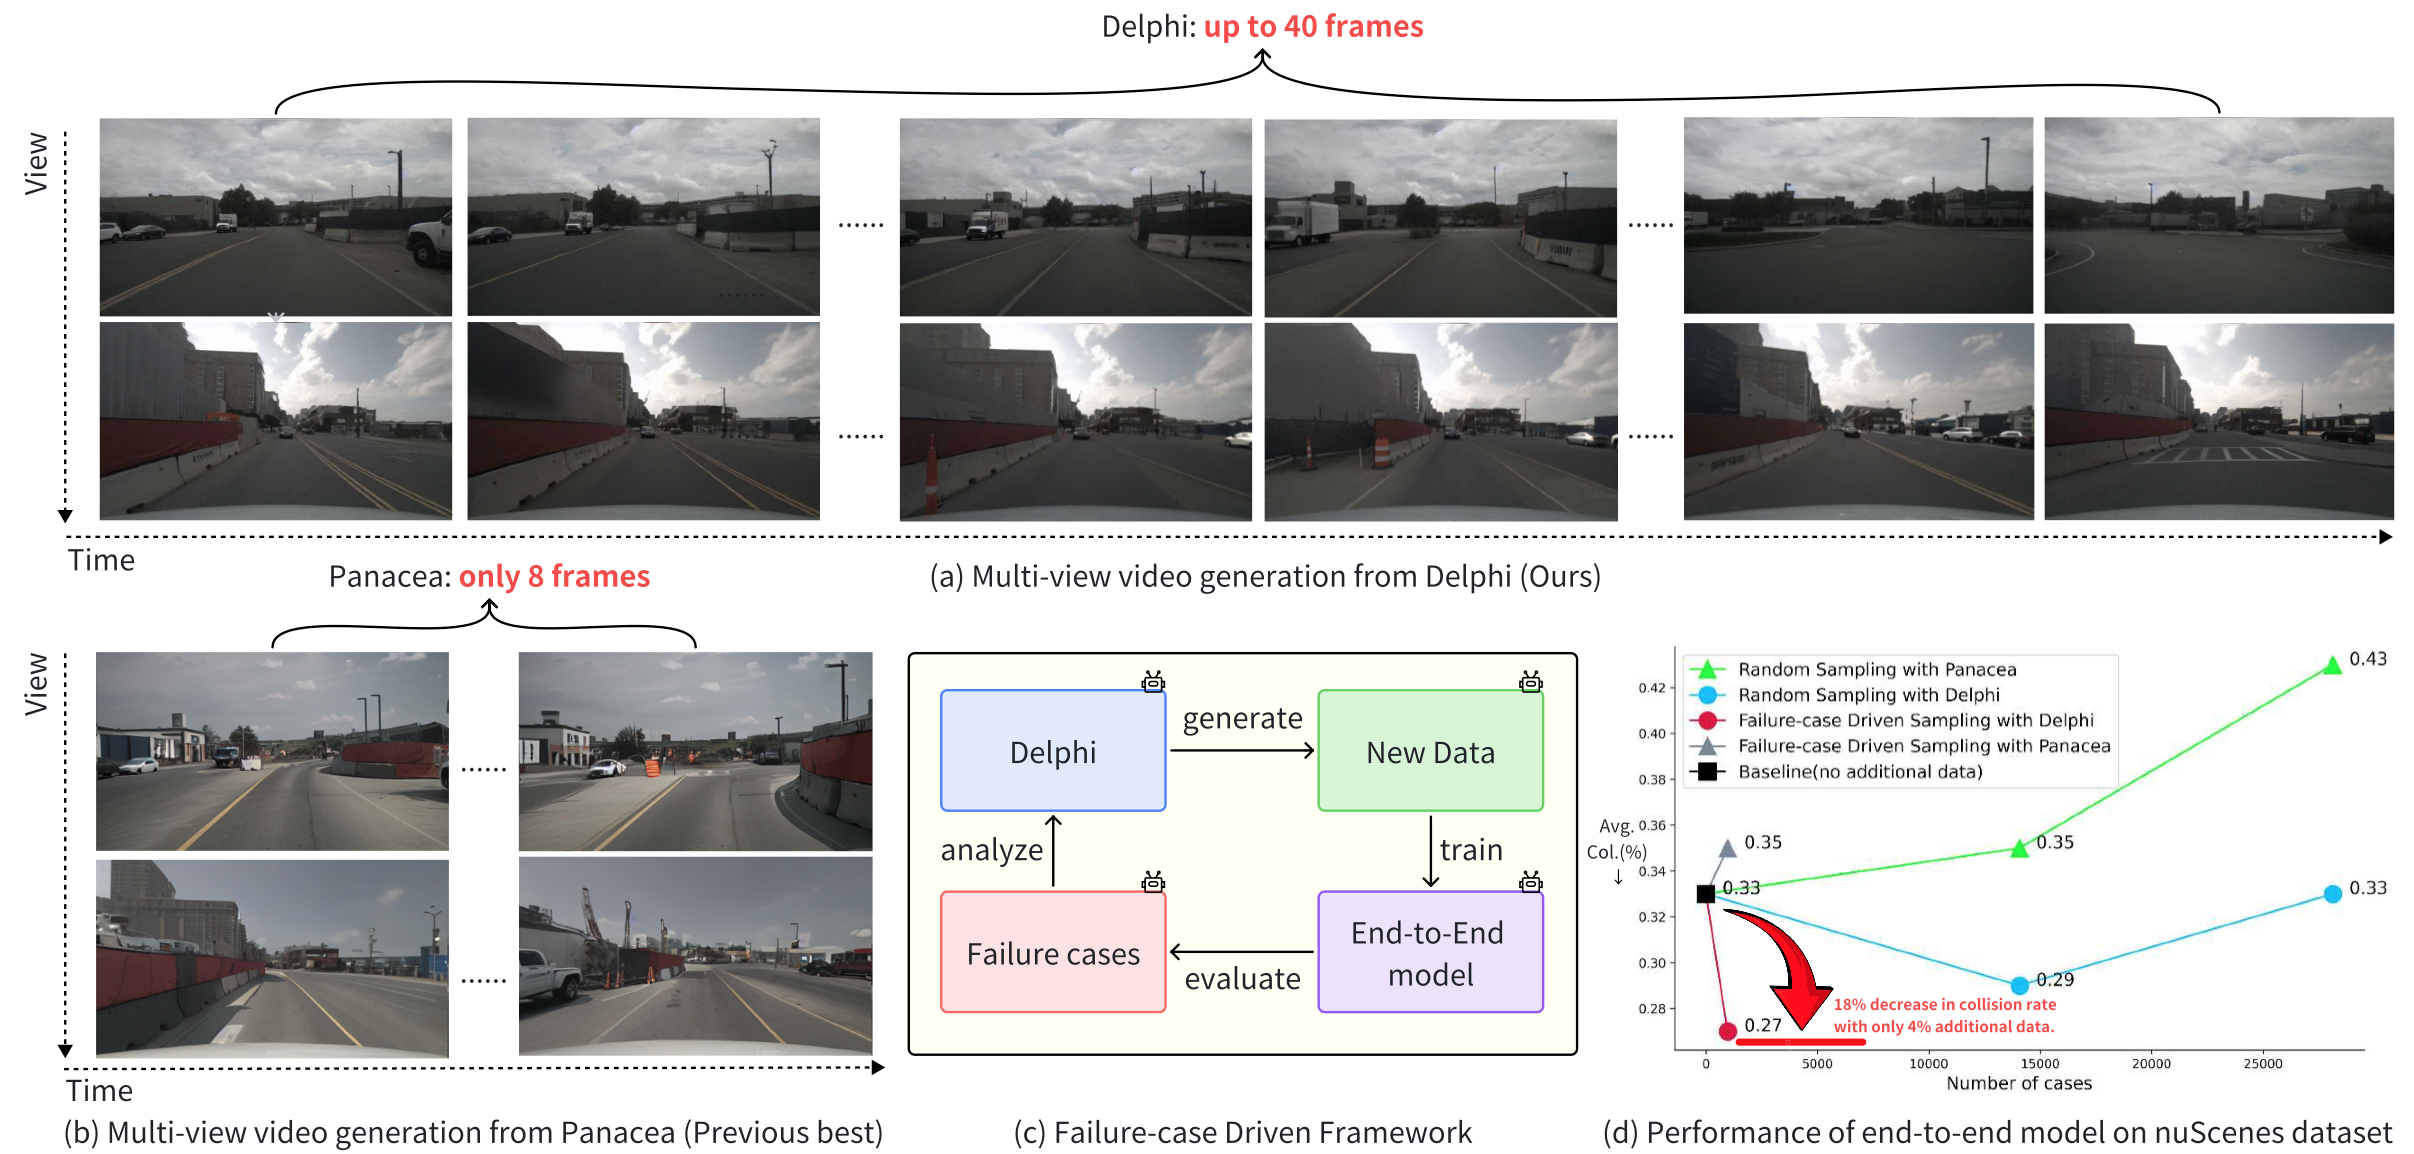 Delphi: up to 40 frames
View
......
......
......
......
Time
(a) Multi-view video generation from Delphi (Ours)
Panacea: only 8 frames
View
......
......
Time
(b) Multi-view video generation from Panacea (Previous best)
Delphi
generate
New Data
analyze
train
Failure cases
evaluate
End-to-End
model
(c) Failure-case Driven Framework
Random Sampling with Panacea
Random Sampling with Delphi
Failure-case Driven Sampling with Delphi
Failure-case Driven Sampling with Panacea
Baseline(no additional data)
Avg.
Col.(%)
↓
0.42
0.40
0.38
0.36
0.34
0.32
0.30
0.28
0.43
0.35
0.35
0.33
0.33
0.29
0.27
18% decrease in collision rate
with only 4% additional data.
0
5000
10000
15000
20000
25000
Number of cases
(d) Performance of end-to-end model on nuScenes dataset